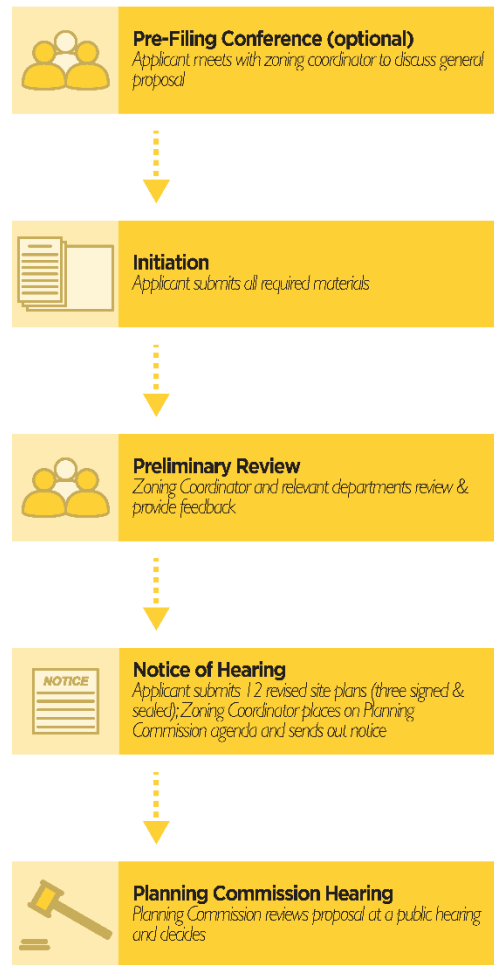 Pre-Filing Conference (optional)
Applicant meets with zoning coordinator to discuss general
proposal
Initiation
Applicant submits all required materials
Preliminary Review
Zoning Coordinator and relevant departments review &
provide feedback
NOTICE
Notice of Hearing
Applicant submits 12 revised site plans (three signed &
sealed); Zoning Coordinator places on Planning
Commission agenda and sends out notice
Planning Commission Hearing
Planning Commission reviews proposal at a public hearing
and decides